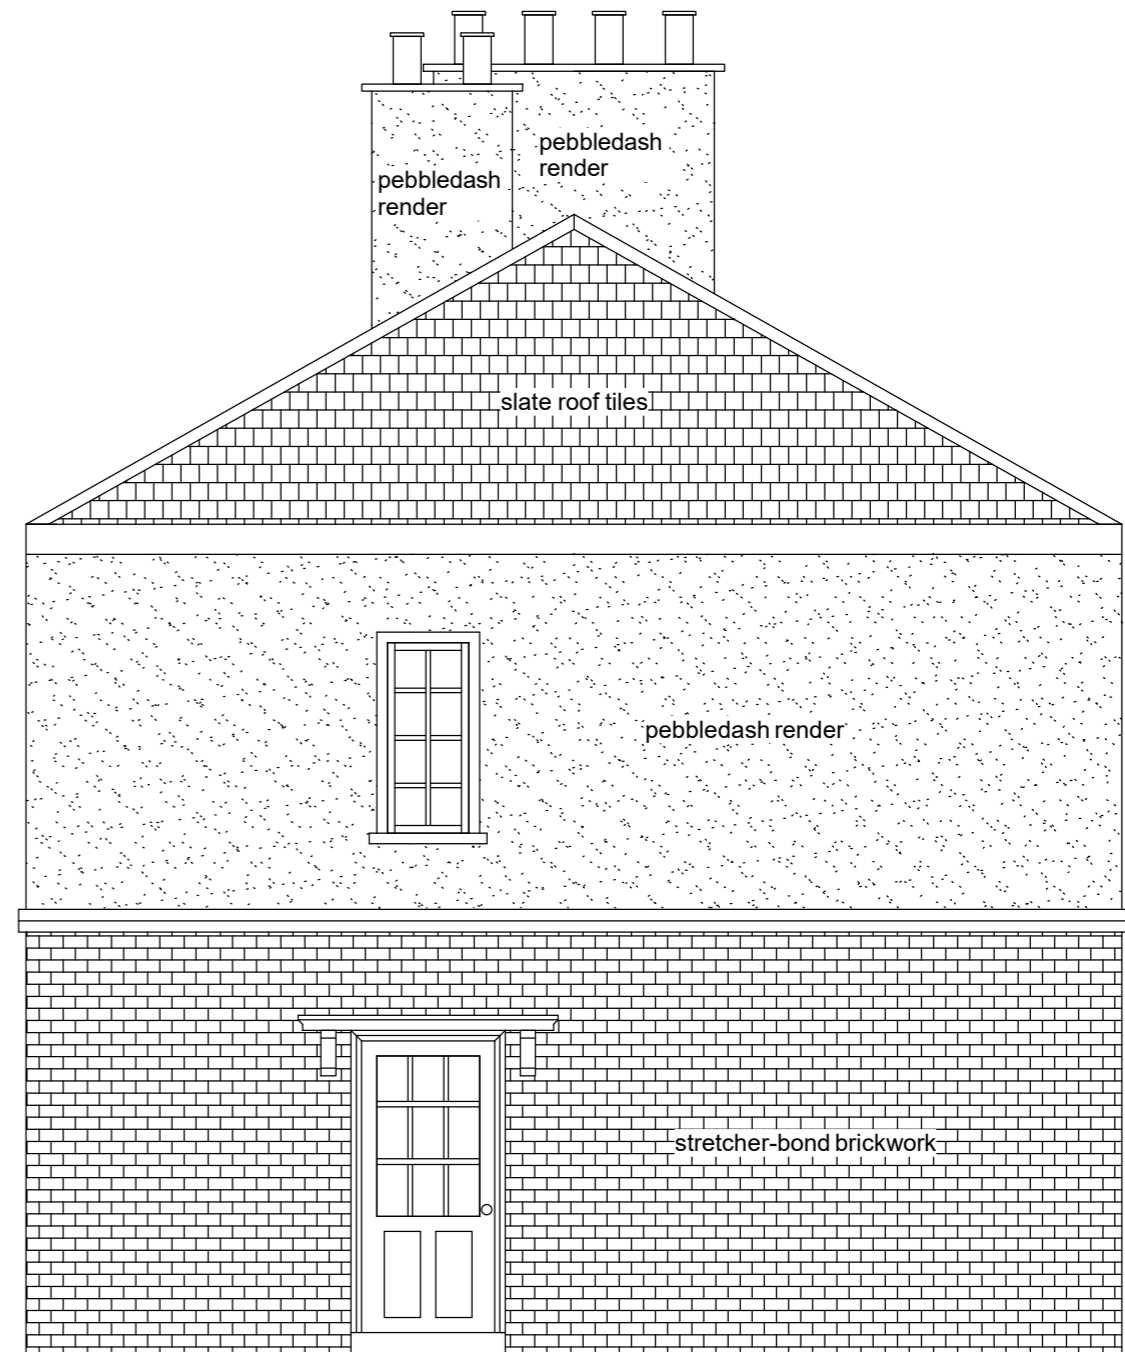 pebbledash
render
pebbledash
render
slate roof tiles
pebbledash render
stretcher-bond brickwork